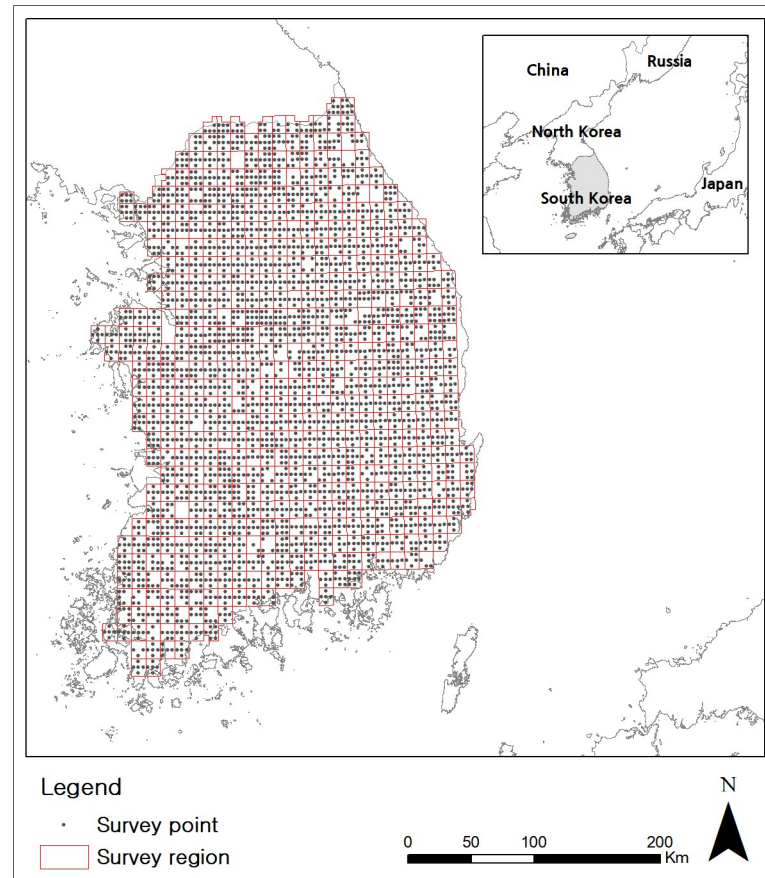 China
Russia
North Korea
Japan
South Korea
Legend
Survey point
Survey region
N
0 50 100 200
Km